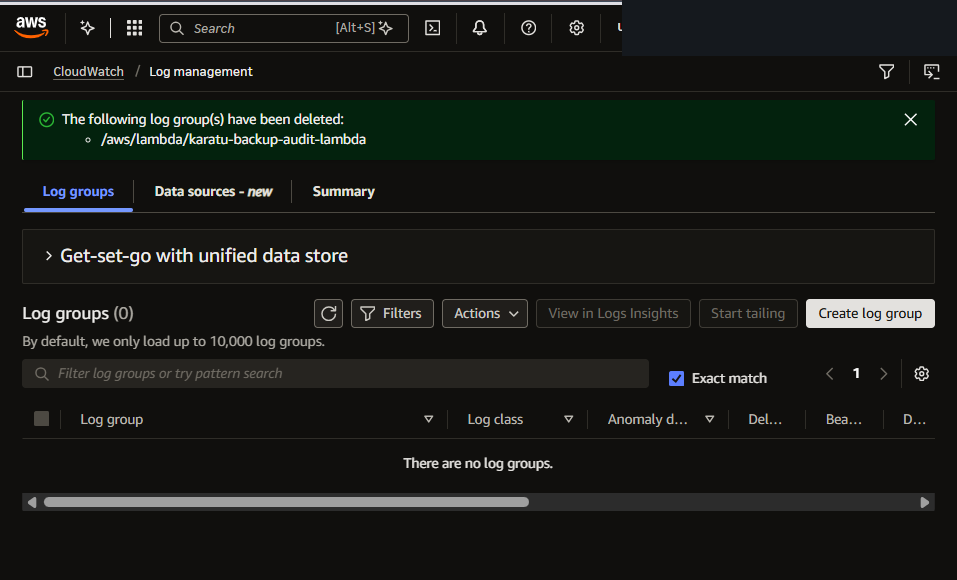 aws
Search [Alt+S]
CloudWatch / Log management
The following log group(s) have been deleted:
/aws/lambda/karatu-backup-audit-lambda
Log groups Data sources - new Summary
Get-set-go with unified data store
Log groups (0) Filters Actions View in Logs Insights Start tailing Create log group
By default, we only load up to 10,000 log groups.
Filter log groups or try pattern search Exact match 1
Log group Log class Anomaly d... Del... Bea... D...
There are no log groups.